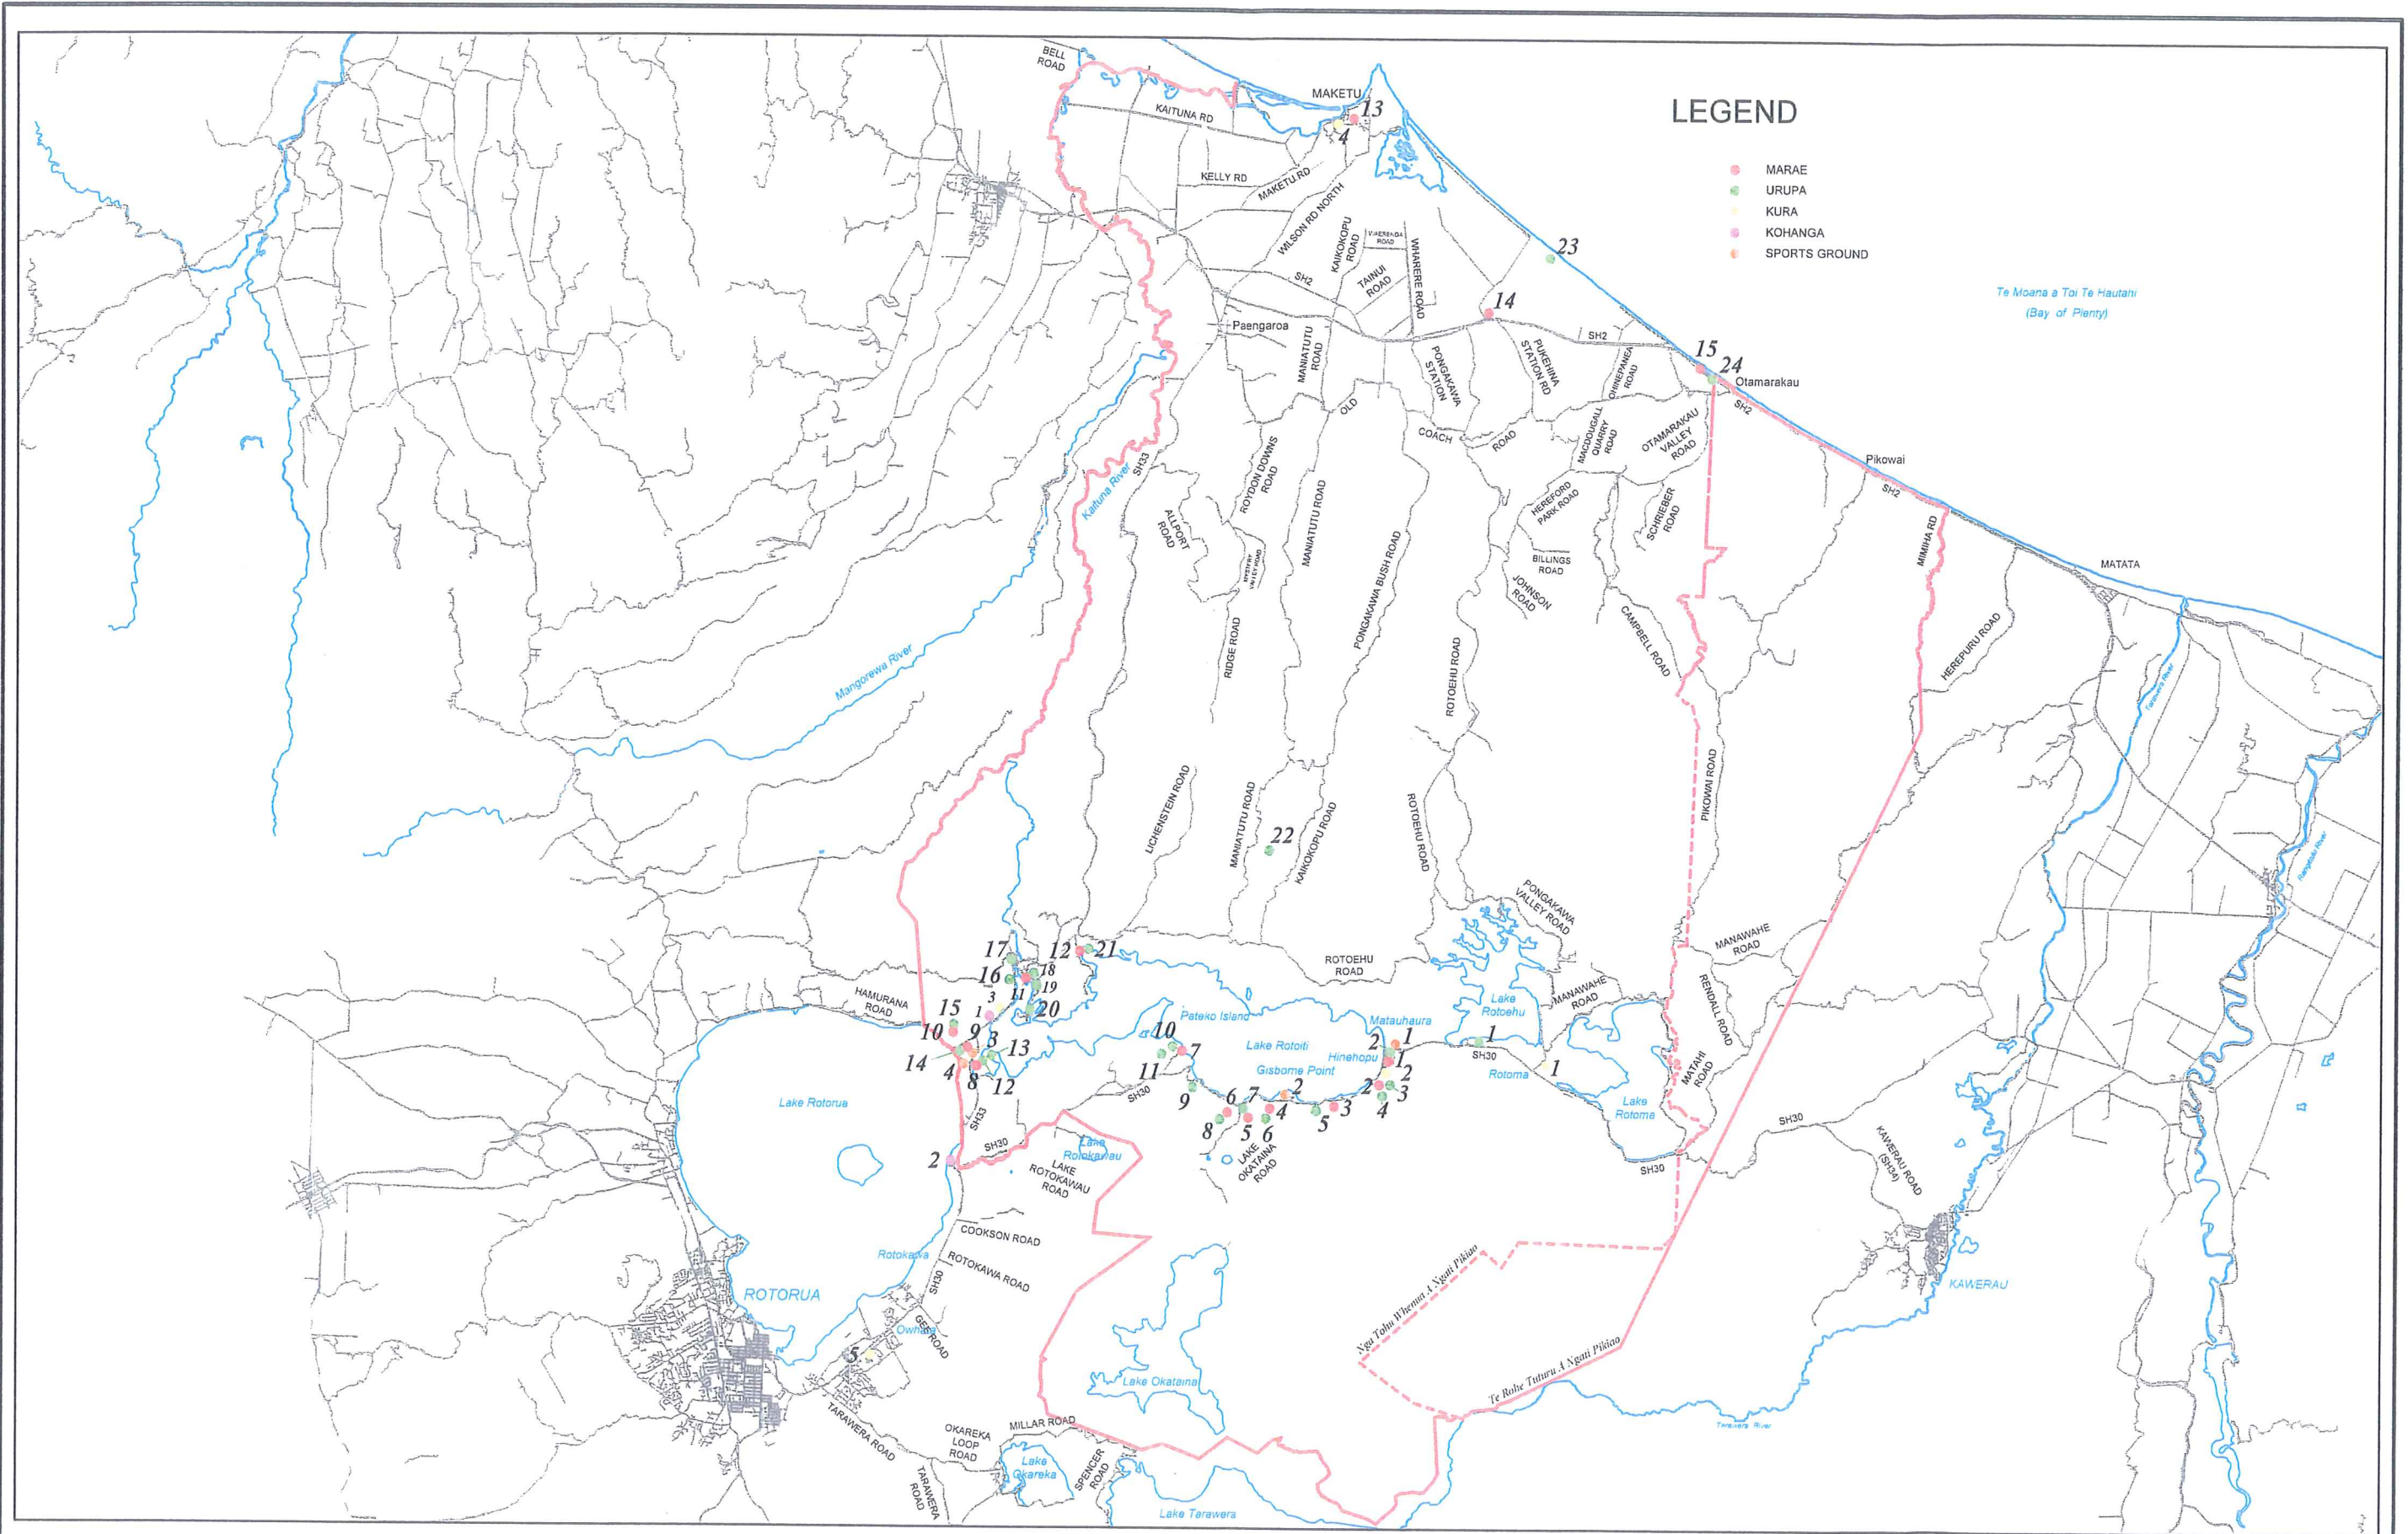 LEGEND
MARAE
URUPA
KURA
KOHANGA
SPORTS GROUND
BELL
ROAD
KAITUNA RD
MAKETU
13
4
KELLY RD
MAKETU RD
WILSON RD NORTH
KAIKOKOPU
ROAD
TAINUI
ROAD
WHARERE ROAD
SH2
23
Te Moana a Toi Te Hautahi
(Bay of Plenty)
14
Paengaroa
MANIATUTU
ROAD
PONGAKAWA
STATION
PUKEHINA
STATION RD
SH2
OHINEPANEA
ROAD
15
24
Otamarakau
SH2
OLD
COACH
ROAD
MACDOUGALL
QUARRY
ROAD
OTAMARAKAU
VALLEY
ROAD
Pikowai
SH2
Kaituna River
SH33
ROYDON DOWNS
ROAD
ALLPORT
ROAD
MANIATUTU ROAD
HEREFORD
PARK ROAD
SCHRIEBER
ROAD
BILLINGS
ROAD
JOHNSON
ROAD
MIMIHA RD
MATATA
PONGAKAWA BUSH ROAD
CAMPBELL ROAD
RIDGE ROAD
ROTOEHU ROAD
HEREPURU ROAD
Mangorewa River
Tarawera River
PIKOWAI ROAD
LICHENSTEIN ROAD
MANIATUTU ROAD
22
KAIKOKOPU ROAD
ROTOEHU ROAD
Rangitaiki River
PONGAKAWA
VALLEY ROAD
MANAWAHE
ROAD
17
12
21
16
18
11
19
3
1
20
ROTOEHU
ROAD
HAMURANA
ROAD
15
10
9
3
13
14
4
8
12
Pateko Island
10
7
11
9
Lake Rotoiti
Gisborne Point
Matauhaura
Hinehopu
2
1
1
2
2
3
4
Lake
Rotoehu
MANAWAHE
ROAD
RENDALL ROAD
1
SH30
Rotoma
1
MATAHI
ROAD
Lake
Rotoma
Lake Rotorua
SH33
SH30
6
7
4
2
5
3
8
5
6
LAKE
OKATAINA
ROAD
SH30
Lake
Rotokawau
LAKE
ROTOKAWAU
ROAD
2
SH30
SH30
KAWERAU ROAD
(SH34)
COOKSON ROAD
Rotokawa
ROTOKAWA ROAD
SH30
ROTORUA
KAWERAU
Nga Tohu Whenua A Ngati Pikiao
Owhata
GEE ROAD
5
Te Rohe Tuturu A Ngati Pikiao
Lake Okataina
Tarawera River
TARAWERA ROAD
OKAREKA
LOOP
ROAD
MILLAR ROAD
Lake
Okareka
SPENCER
ROAD
TARAWERA
ROAD
Lake Tarawera